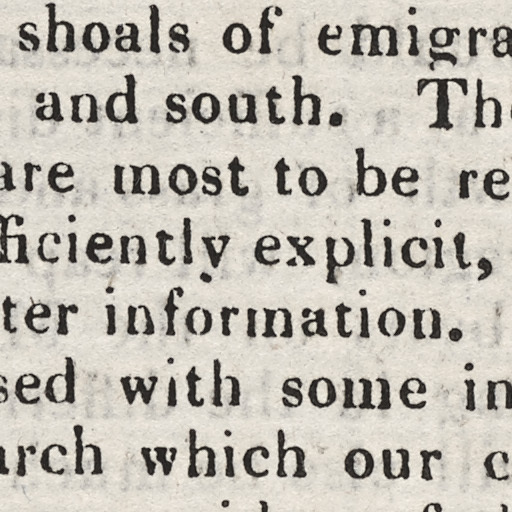 shoals of emigra
and south. Th
are most to be re
fficiently explicit,
ter information.
sed with some in
arch which our c